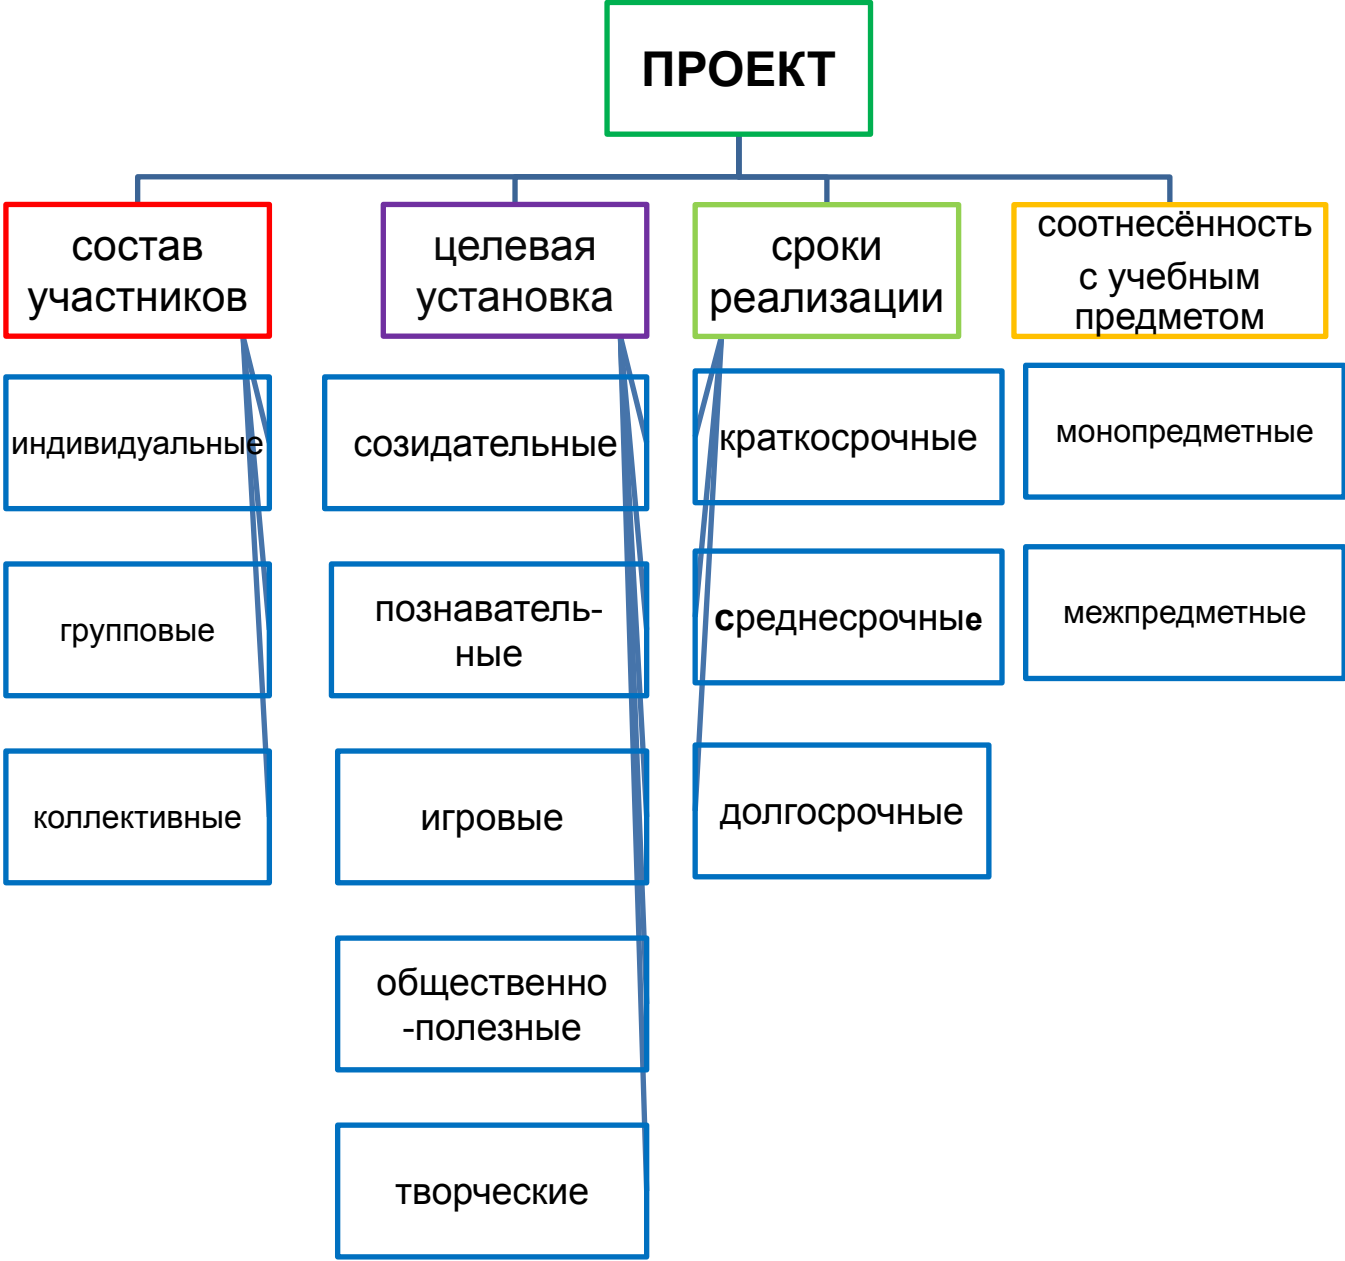 ПРОЕКТ
состав
участников
целевая
установка
сроки
реализации
соотнесённость
с учебным
предметом
индивидуальные
созидательные
краткосрочные
монопредметные
групповые
познаватель-
ные
среднесрочные
межпредметные
коллективные
игровые
долгосрочные
общественно
-полезные
творческие